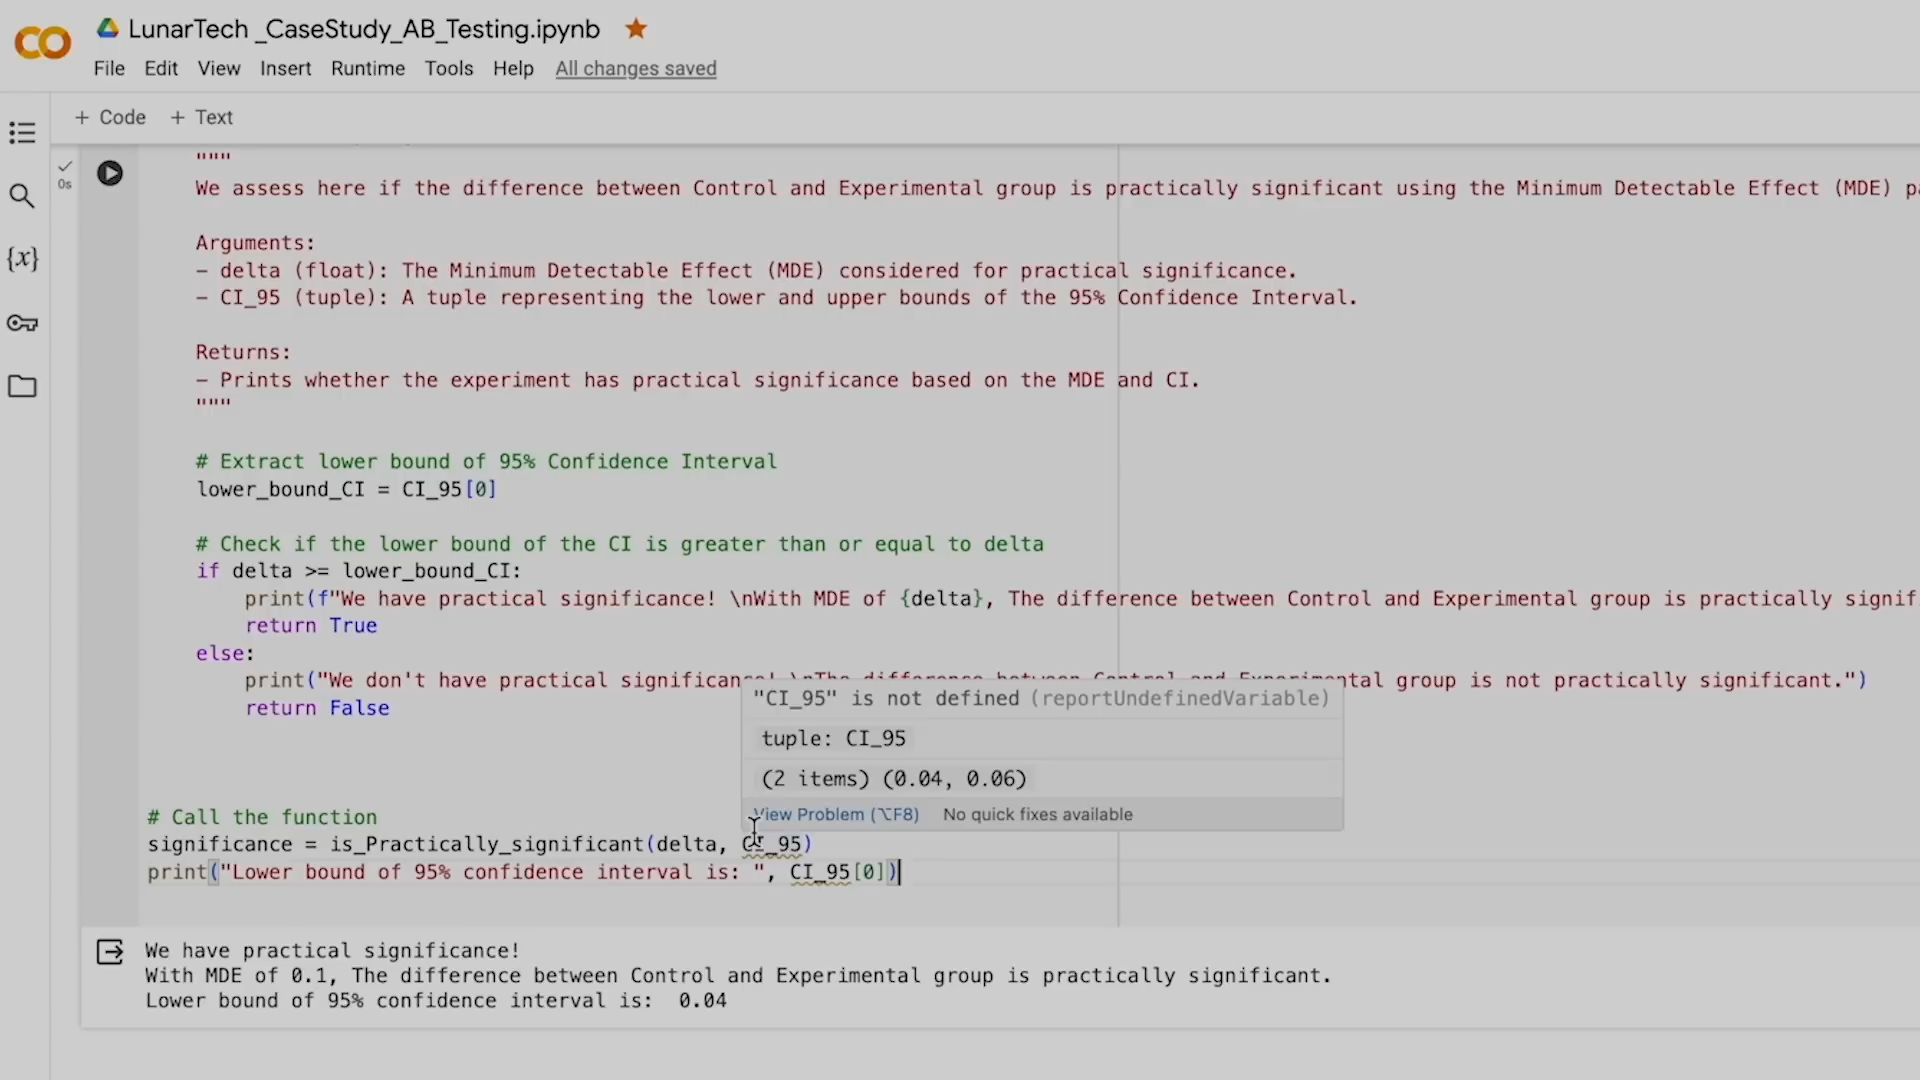 LunarTech _CaseStudy_AB_Testing.ipynb
File Edit View Insert Runtime Tools Help All changes saved
+ Code + Text
"""
0s
We assess here if the difference between Control and Experimental group is practically significant using the Minimum Detectable Effect (MDE)
Arguments:
- delta (float): The Minimum Detectable Effect (MDE) considered for practical significance.
- CI_95 (tuple): A tuple representing the lower and upper bounds of the 95% Confidence Interval.
Returns:
- Prints whether the experiment has practical significance based on the MDE and CI.
"""
# Extract lower bound of 95% Confidence Interval
lower_bound_CI = CI_95[0]
# Check if the lower bound of the CI is greater than or equal to delta
if delta >= lower_bound_CI:
print(f"We have practical significance! \nWith MDE of {delta}, The difference between Control and Experimental group is practically signif
return True
else:
print("We don't have practical significance! \nThe difference between Control and Experimental group is not practically significant.")
return False
"CI_95" is not defined (reportUndefinedVariable)
tuple: CI_95
(2 items) (0.04, 0.06)
View Problem (⌥F8) No quick fixes available
# Call the function
significance = is_Practically_significant(delta, CI_95)
print("Lower bound of 95% confidence interval is: ", CI_95[0])
We have practical significance!
With MDE of 0.1, The difference between Control and Experimental group is practically significant.
Lower bound of 95% confidence interval is:  0.04